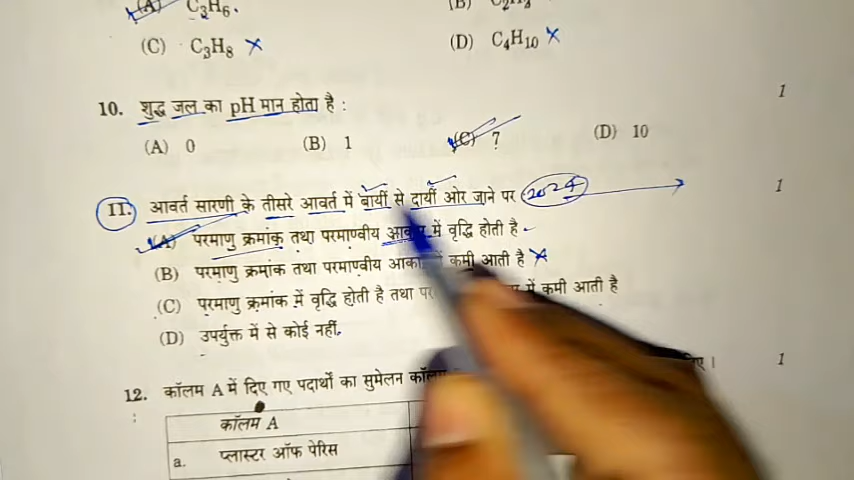 (A) C3H6.
(C) C3H8
(D) C4H10
10. शुद्ध जल का pH मान होता है : 1
(A) 0 (B) 1 (C) 7 (D) 10
11. आवर्त सारणी के तीसरे आवर्त में बायीं से दायीं ओर जाने पर 2024 1
(A) परमाणु क्रमांक तथा परमाण्वीय में वृद्धि होती है
(B) परमाणु क्रमांक तथा परमाण्वीय में कमी आती है
(C) परमाणु क्रमांक में वृद्धि होती है तथा में कमी आती है
(D) उपर्युक्त में से कोई नहीं
12. कॉलम A में दिए गए पदार्थों का सुमेलन 1
कॉलम A
a. प्लास्टर ऑफ पेरिस